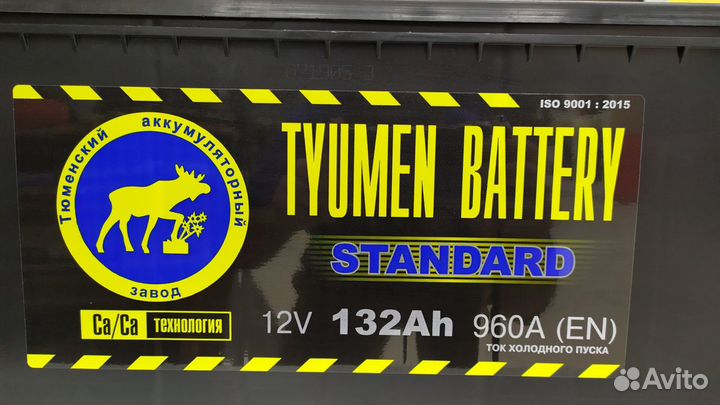 ISO 9001 : 2015
Тюменский аккумуляторный завод
TYUMEN BATTERY
STANDARD
Ca/Ca технология
12V 132Ah 960A (EN)
ТОК ХОЛОДНОГО ПУСКА
Avito